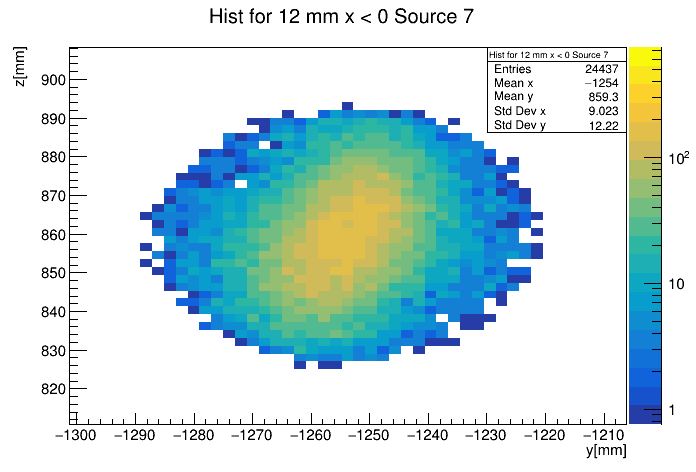 Hist for 12 mm x < 0 Source 7
z[mm]
Hist for 12 mm x < 0 Source 7
Entries 24437
Mean x −1254
Mean y 859.3
Std Dev x 9.023
Std Dev y 12.22
900
890
880
870
860
850
840
830
820
10²
10
1
−1300 −1290 −1280 −1270 −1260 −1250 −1240 −1230 −1220 −1210
y[mm]